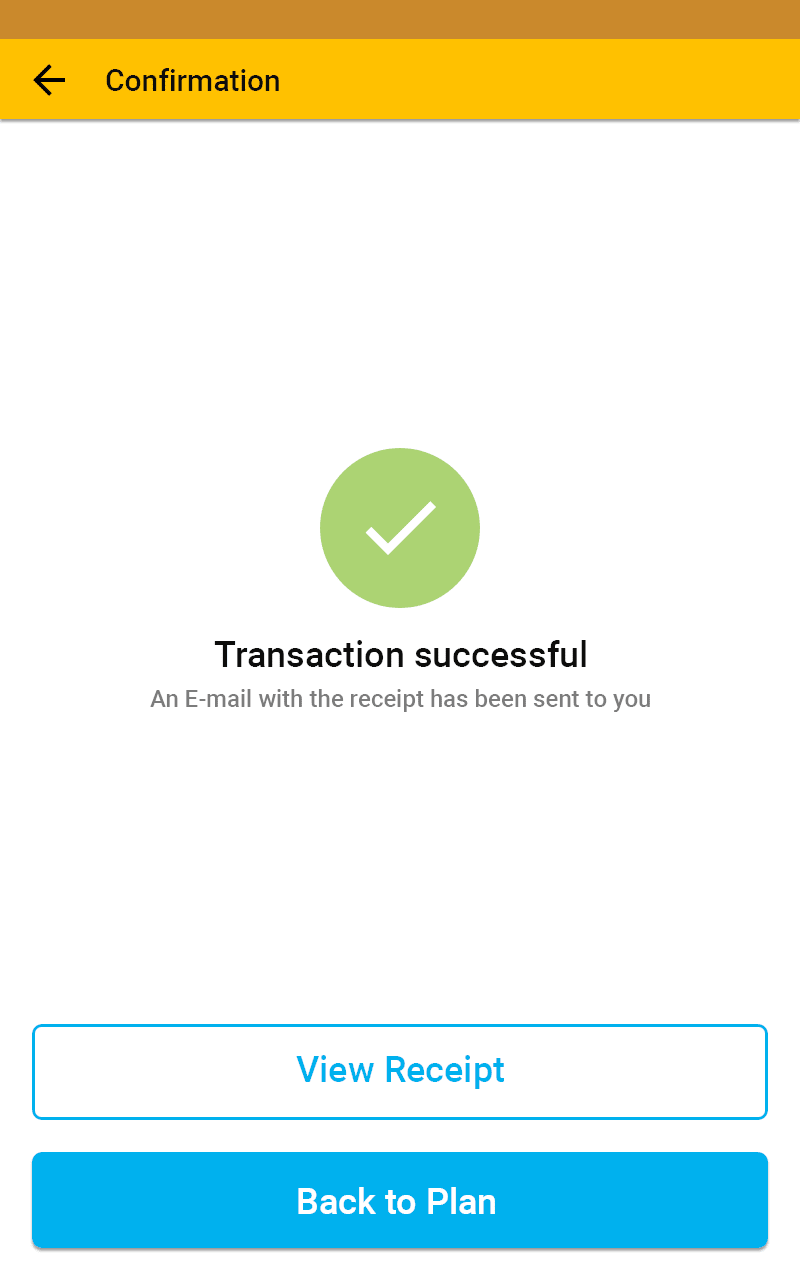 Confirmation
Transaction successful
An E-mail with the receipt has been sent to you
View Receipt
Back to Plan